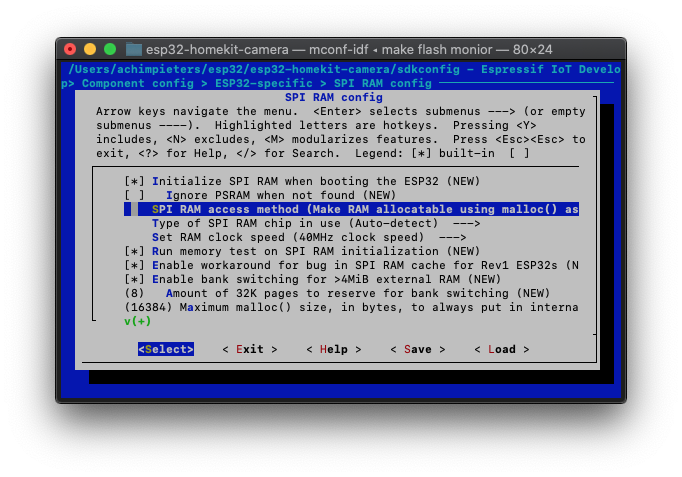 esp32-homekit-camera — mconf-idf ◂ make flash monior — 80×24
/Users/achimpieters/esp32/esp32-homekit-camera/sdkconfig - Espressif IoT Develo
p> Component config > ESP32-specific > SPI RAM config
SPI RAM config
Arrow keys navigate the menu.  <Enter> selects submenus ---> (or empty
submenus ----).  Highlighted letters are hotkeys.  Pressing <Y>
includes, <N> excludes, <M> modularizes features.  Press <Esc><Esc> to
exit, <?> for Help, </> for Search.  Legend: [*] built-in  [ ]
[*] Initialize SPI RAM when booting the ESP32 (NEW)
[ ]   Ignore PSRAM when not found (NEW)
SPI RAM access method (Make RAM allocatable using malloc() as
Type of SPI RAM chip in use (Auto-detect)  --->
Set RAM clock speed (40MHz clock speed)  --->
[*] Run memory test on SPI RAM initialization (NEW)
[*] Enable workaround for bug in SPI RAM cache for Rev1 ESP32s (N
[*] Enable bank switching for >4MiB external RAM (NEW)
(8)   Amount of 32K pages to reserve for bank switching (NEW)
(16384) Maximum malloc() size, in bytes, to always put in interna
v(+)
<Select>    < Exit >    < Help >    < Save >    < Load >